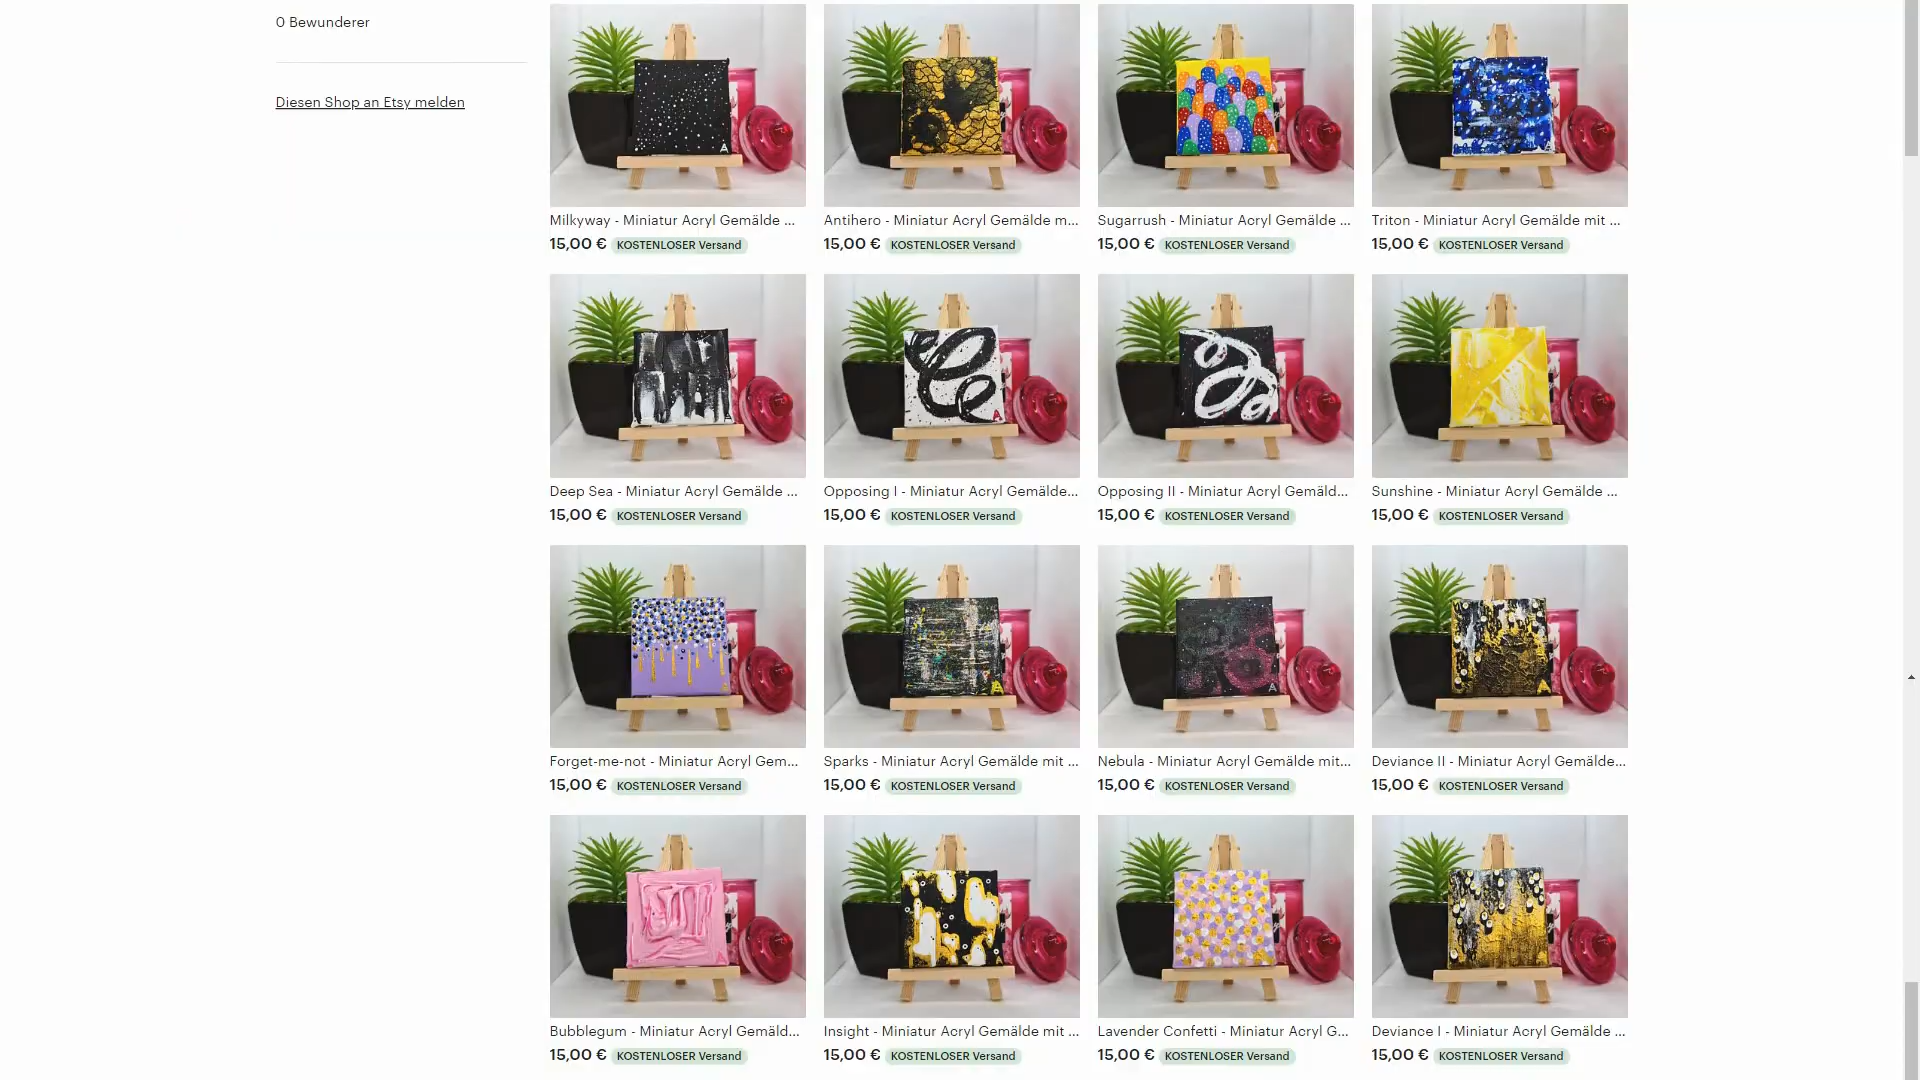 0 Bewunderer
Diesen Shop an Etsy melden
Milkyway - Miniatur Acryl Gemälde ...
15,00 € KOSTENLOSER Versand
Antihero - Miniatur Acryl Gemälde m...
15,00 € KOSTENLOSER Versand
Sugarrush - Miniatur Acryl Gemälde ...
15,00 € KOSTENLOSER Versand
Triton - Miniatur Acryl Gemälde mit ...
15,00 € KOSTENLOSER Versand
Deep Sea - Miniatur Acryl Gemälde ...
15,00 € KOSTENLOSER Versand
Opposing I - Miniatur Acryl Gemälde...
15,00 € KOSTENLOSER Versand
Opposing II - Miniatur Acryl Gemäld...
15,00 € KOSTENLOSER Versand
Sunshine - Miniatur Acryl Gemälde ...
15,00 € KOSTENLOSER Versand
Forget-me-not - Miniatur Acryl Gem...
15,00 € KOSTENLOSER Versand
Sparks - Miniatur Acryl Gemälde mit ...
15,00 € KOSTENLOSER Versand
Nebula - Miniatur Acryl Gemälde mit...
15,00 € KOSTENLOSER Versand
Deviance II - Miniatur Acryl Gemälde...
15,00 € KOSTENLOSER Versand
Bubblegum - Miniatur Acryl Gemäld...
15,00 € KOSTENLOSER Versand
Insight - Miniatur Acryl Gemälde mit ...
15,00 € KOSTENLOSER Versand
Lavender Confetti - Miniatur Acryl G...
15,00 € KOSTENLOSER Versand
Deviance I - Miniatur Acryl Gemälde ...
15,00 € KOSTENLOSER Versand